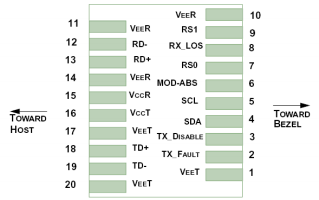 11 VEER
12 RD-
13 RD+
14 VEER
15 VCCR
16 VCCT
17 VEET
18 TD+
19 TD-
20 VEET
VEER 10
RS1 9
RX_LOS 8
RS0 7
MOD-ABS 6
SCL 5
SDA 4
TX_DISABLE 3
TX_FAULT 2
VEET 1
TOWARD
HOST
TOWARD
BEZEL